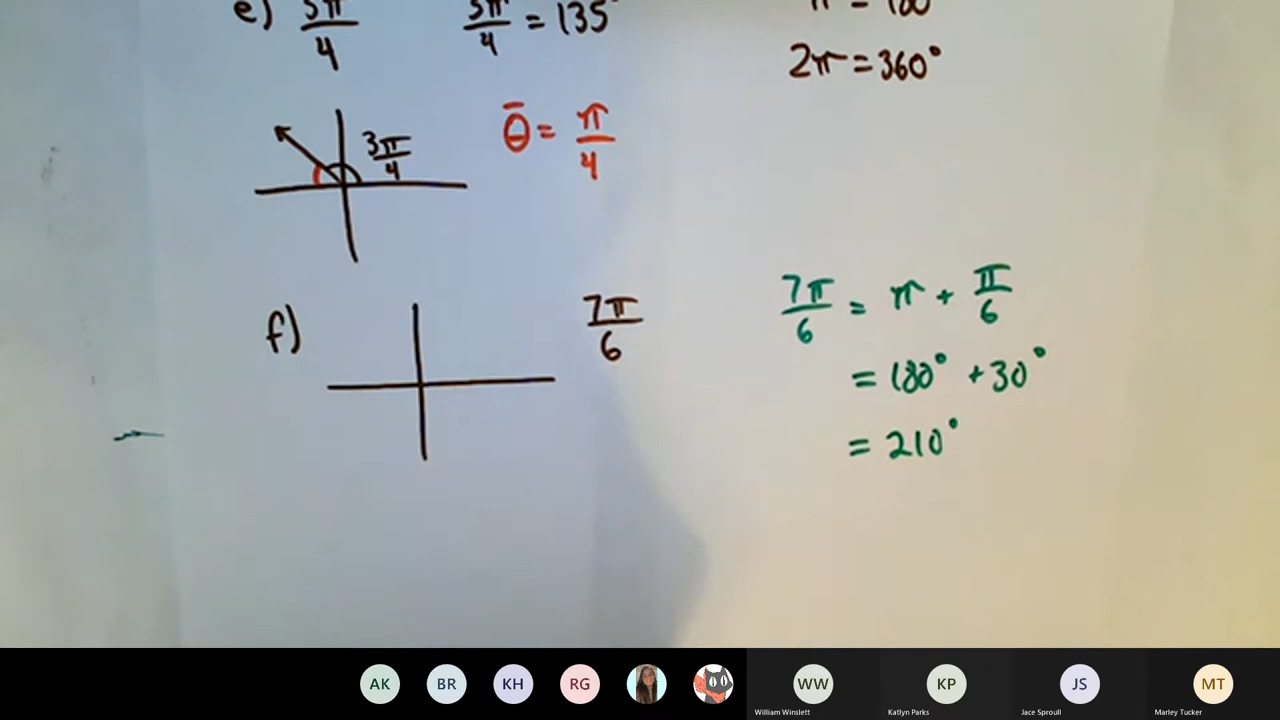 e) 3π/4 3π/4 = 135°
π = 180
2π = 360°
3π/4
θ̄ = π/4
f) 7π/6
7π/6 = π + π/6
= 180° + 30°
= 210°
AK BR KH RG WW KP JS MT
William Winslett Katlyn Parks Jace Sproull Marley Tucker